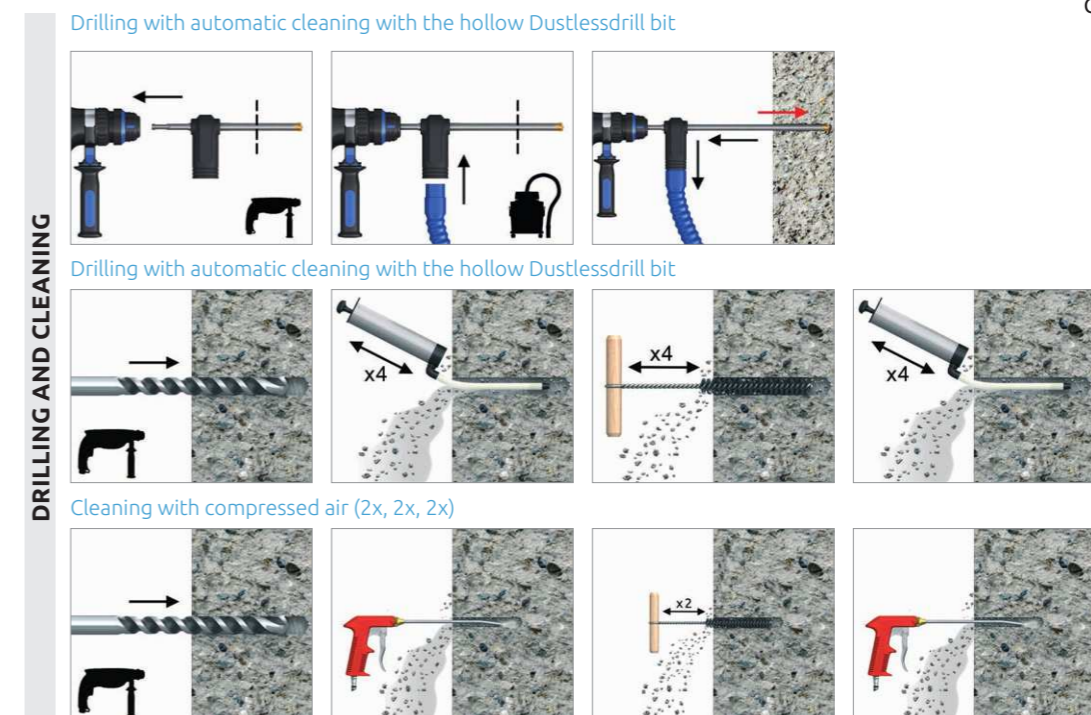 Drilling with automatic cleaning with the hollow Dustlessdrill bit
DRILLING AND CLEANING
Drilling with automatic cleaning with the hollow Dustlessdrill bit
x4
x4
x4
Cleaning with compressed air (2x, 2x, 2x)
x2